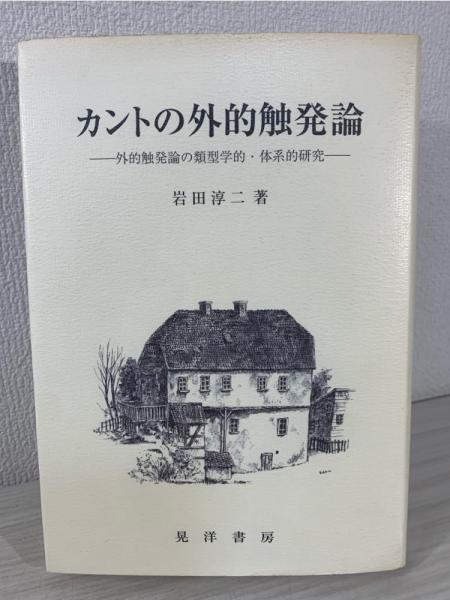 カントの外的触発論
――外的触発論の類型学的・体系的研究――
岩田淳二 著
晃洋書房